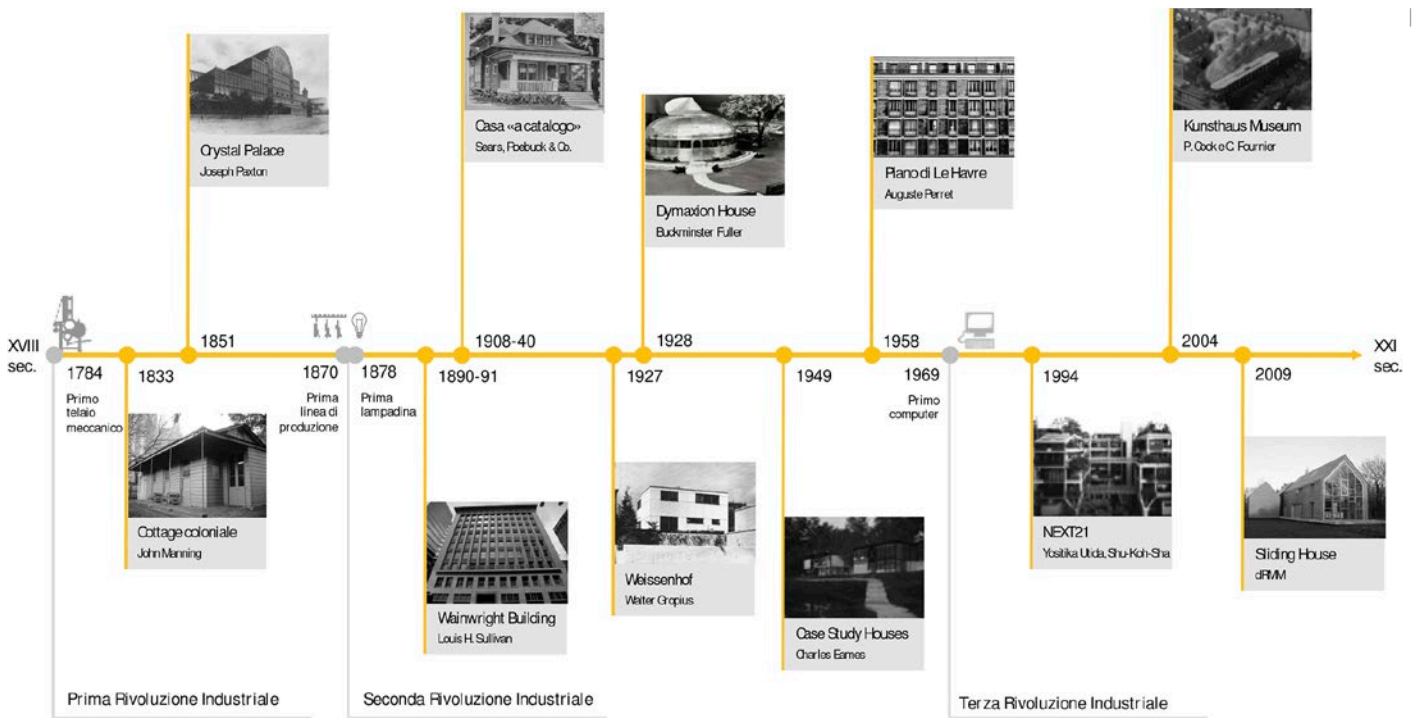 Crystal Palace
Joseph Paxton
Casa «a catalogo»
Sears, Roebuck & Co.
Dymaxion House
Buckminster Fuller
Piano di Le Havre
Auguste Perret
Kunsthaus Museum
P. Cook e C. Fournier
XVIII
sec.
1784
Primo
telaio
meccanico
1833
1851
1870
Prima
linea di
produzione
1878
Prima
lampadina
1890-91
1908-40
1927
1928
1949
1958
1969
Primo
computer
1994
2004
2009
XXI
sec.
Cottage coloniale
John Manning
Wainwright Building
Louis H. Sullivan
Weissenhof
Walter Gropius
Case Study Houses
Charles Eames
NEXT21
Yositika Utida, Shu-Koh-Sha
Sliding House
dRMM
Prima Rivoluzione Industriale
Seconda Rivoluzione Industriale
Terza Rivoluzione Industriale